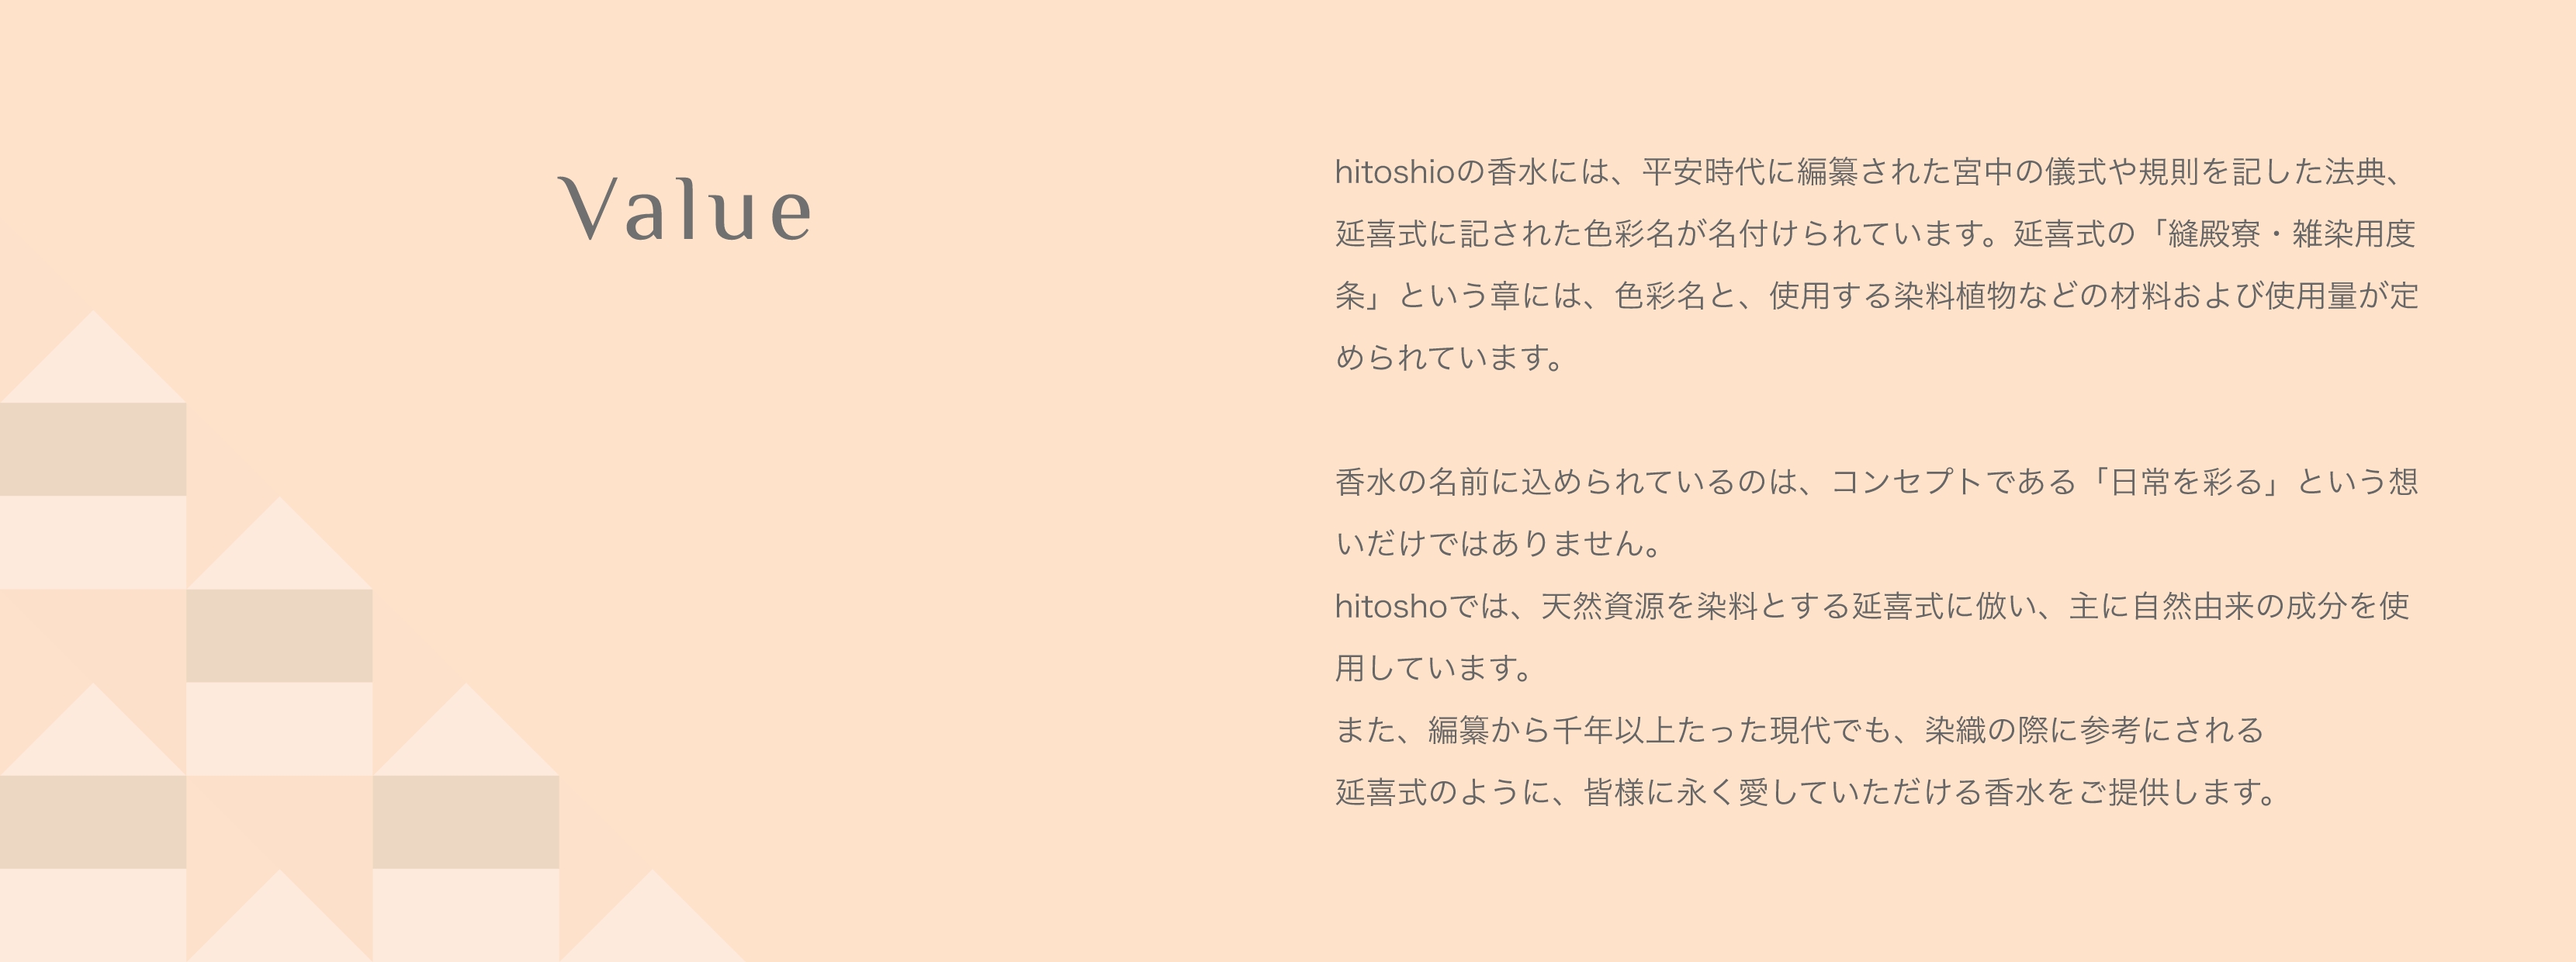 Value
hitoshioの香水には、平安時代に編纂された宮中の儀式や規則を記した法典、
延喜式に記された色彩名が名付けられています。延喜式の「縫殿寮・雑染用度
条」という章には、色彩名と、使用する染料植物などの材料および使用量が定
められています。
香水の名前に込められているのは、コンセプトである「日常を彩る」という想
いだけではありません。
hitoshoでは、天然資源を染料とする延喜式に倣い、主に自然由来の成分を使
用しています。
また、編纂から千年以上たった現代でも、染織の際に参考にされる
延喜式のように、皆様に永く愛していただける香水をご提供します。